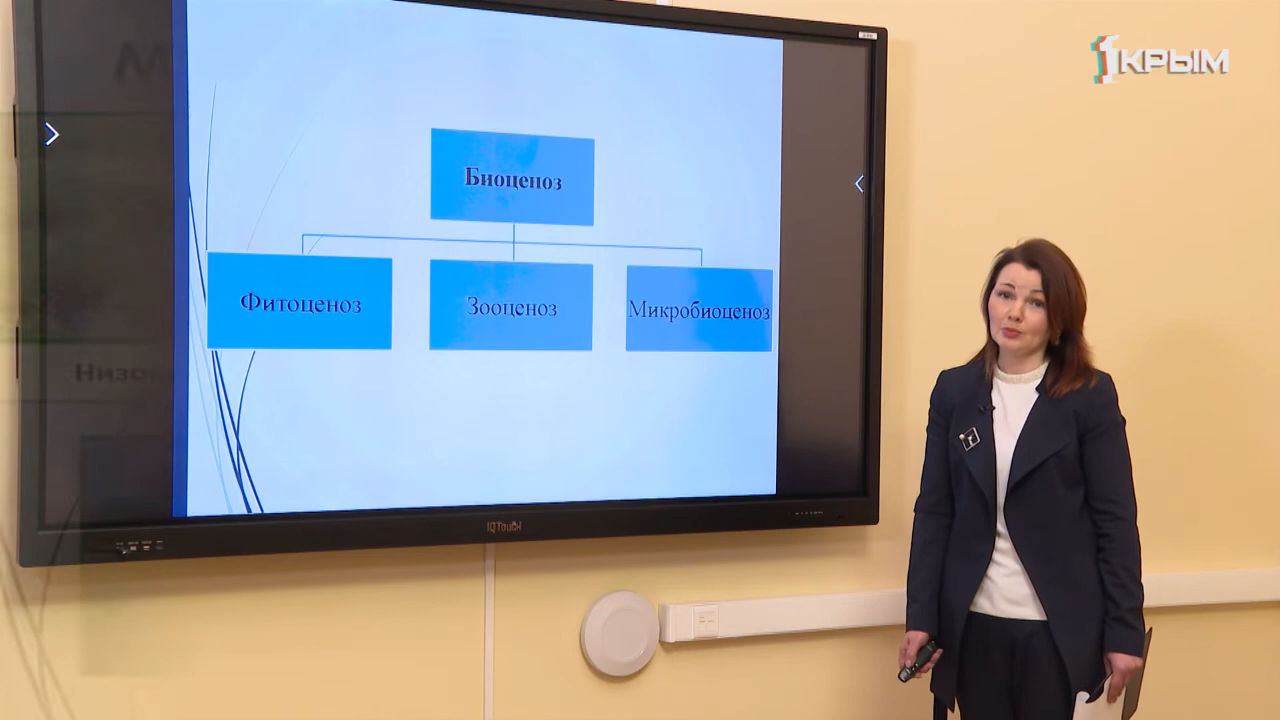 1КРЫМ
Биоценоз
Фитоценоз
Зооценоз
Микробиоценоз
IQTouch